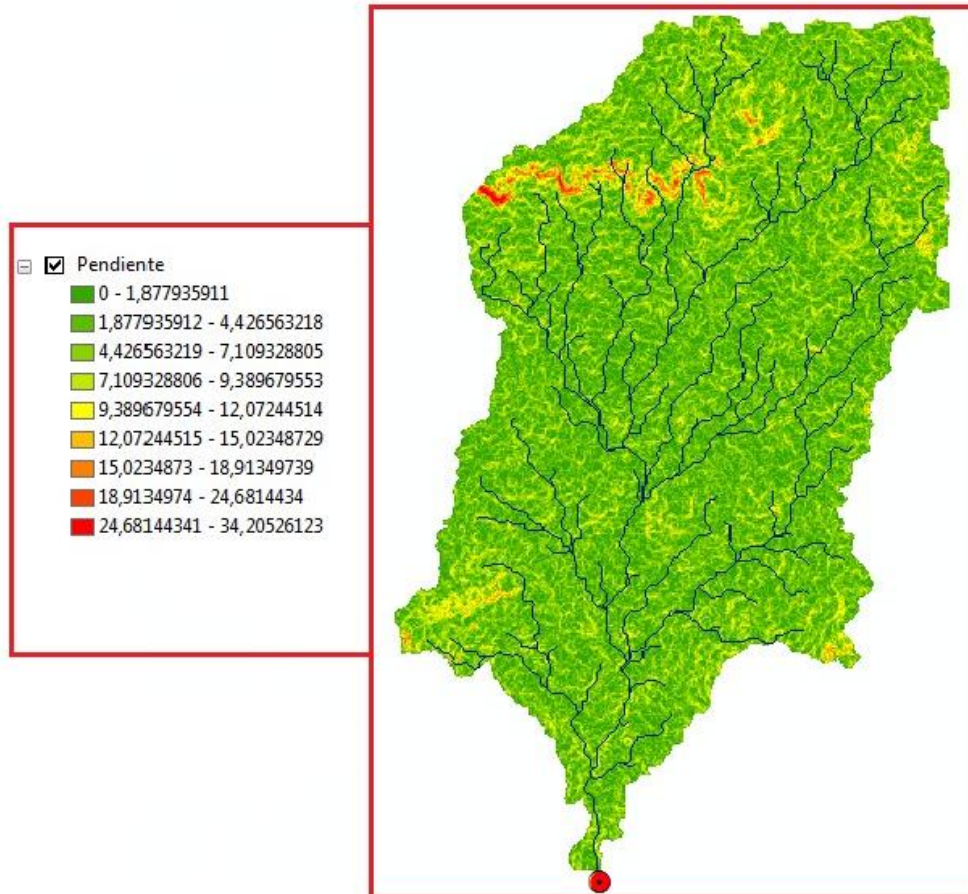 Pendiente
0 - 1,877935911
1,877935912 - 4,426563218
4,426563219 - 7,109328805
7,109328806 - 9,389679553
9,389679554 - 12,07244514
12,07244515 - 15,02348729
15,0234873 - 18,91349739
18,9134974 - 24,6814434
24,68144341 - 34,20526123